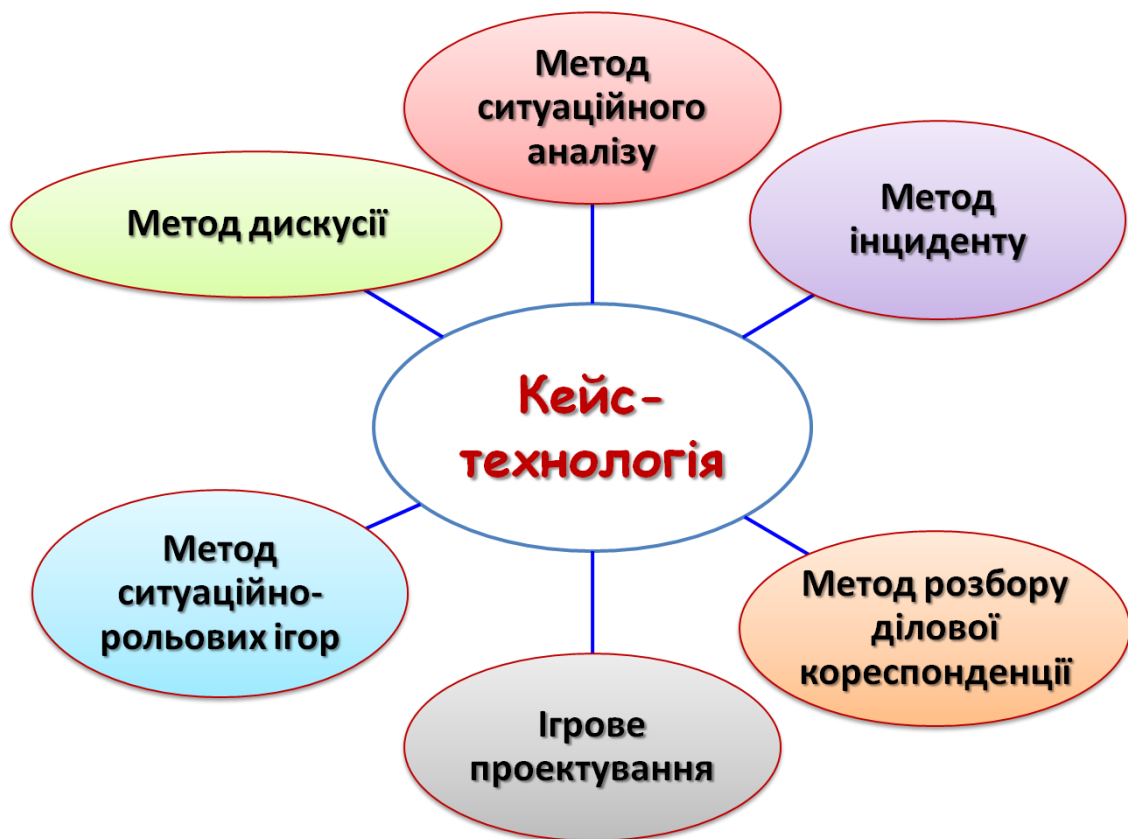 Метод
ситуаційного
аналізу
Метод дискусії
Метод
інциденту
Кейс-
технологія
Метод
ситуаційно-
рольових ігор
Метод розбору
ділової
кореспонденції
Ігрове
проектування